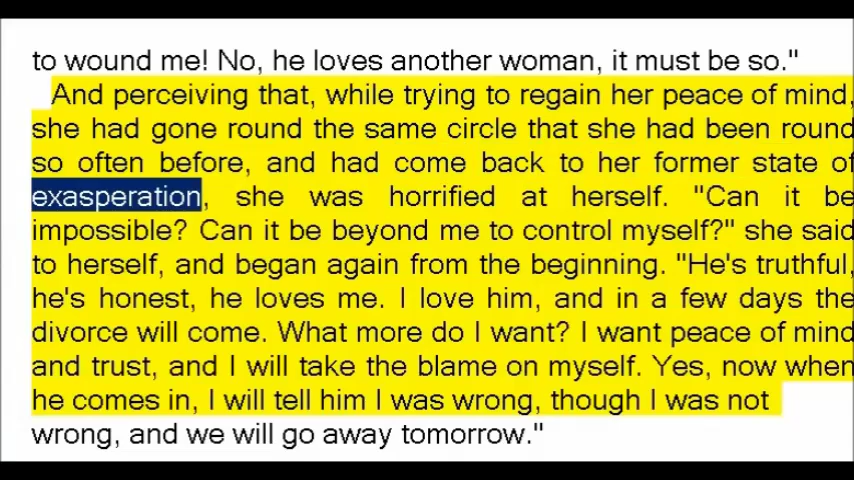 to wound me! No, he loves another woman, it must be so."
And perceiving that, while trying to regain her peace of mind,
she had gone round the same circle that she had been round
so often before, and had come back to her former state of
exasperation, she was horrified at herself. "Can it be
impossible? Can it be beyond me to control myself?" she said
to herself, and began again from the beginning. "He's truthful,
he's honest, he loves me. I love him, and in a few days the
divorce will come. What more do I want? I want peace of mind
and trust, and I will take the blame on myself. Yes, now when
he comes in, I will tell him I was wrong, though I was not
wrong, and we will go away tomorrow."